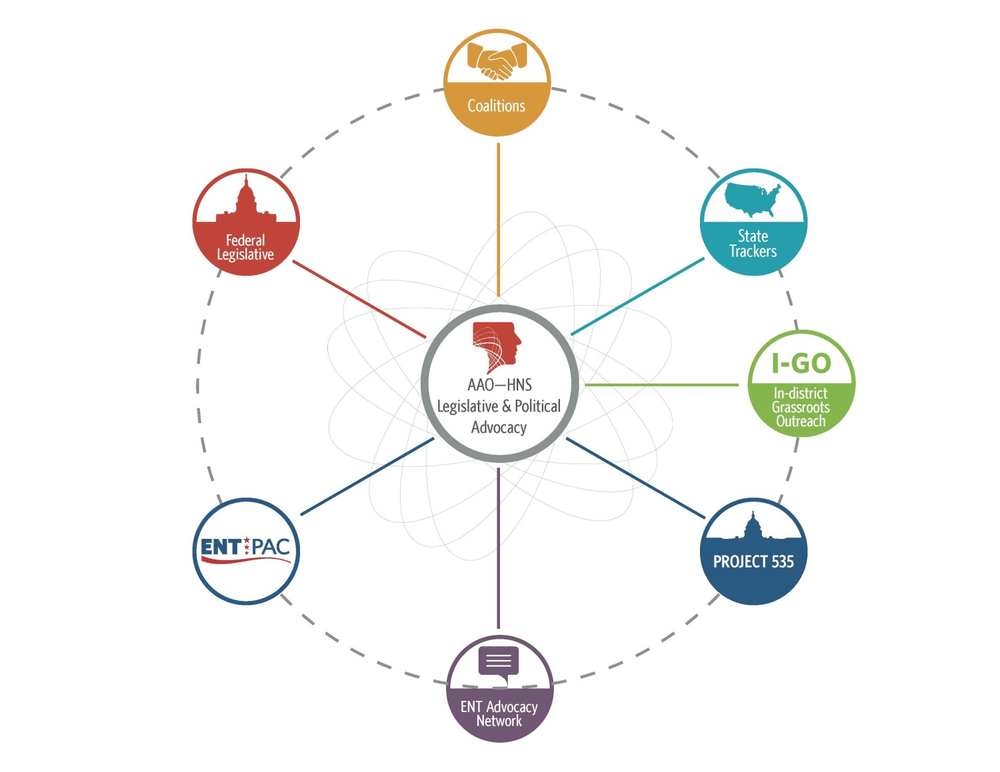 Coalitions
Federal
Legislative
State
Trackers
I-GO
In-district
Grassroots
Outreach
AAO—HNS
Legislative & Political
Advocacy
ENT PAC
PROJECT 535
ENT Advocacy
Network